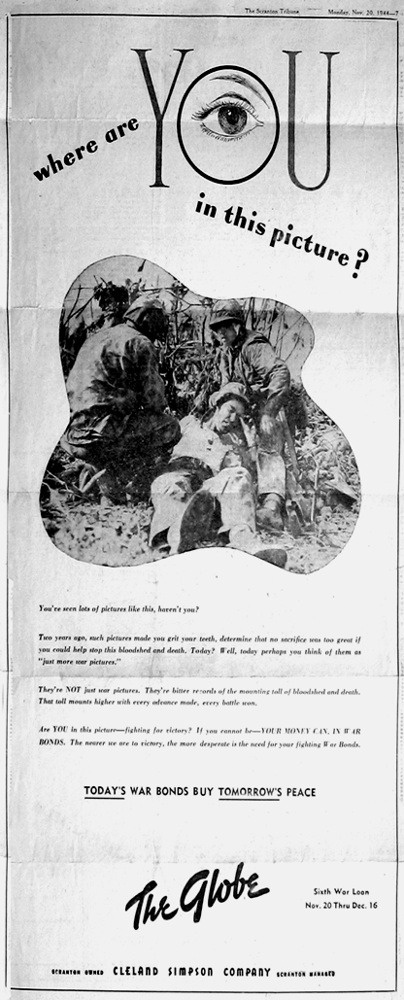 The Scranton Tribune Monday, Nov. 20, 1944—7
where are
YOU
in this picture?
You've seen lots of pictures like this, haven't you?
Two years ago, such pictures made you grit your teeth, determine that no sacrifice was too great if
you could help stop this bloodshed and death. Today? Well, today perhaps you think of them as
"just more war pictures."
They're NOT just war pictures. They're bitter records of the mounting toll of bloodshed and death.
That toll mounts higher with every advance made, every battle won.
Are YOU in this picture—fighting for victory? If you cannot be—YOUR MONEY CAN, IN WAR
BONDS. The nearer we are to victory, the more desperate is the need for your fighting War Bonds.
TODAY'S WAR BONDS BUY TOMORROW'S PEACE
The Globe
Sixth War Loan
Nov. 20 Thru Dec. 16
SCRANTON OWNED CLELAND SIMPSON COMPANY SCRANTON MANAGED